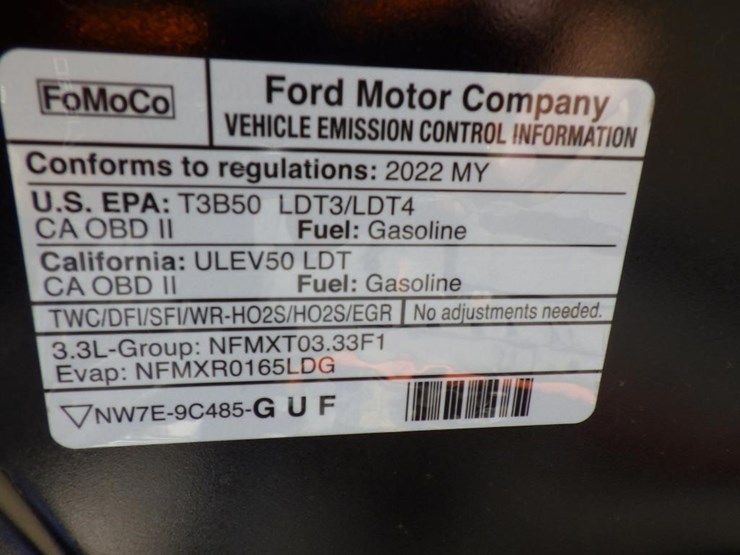 FoMoCo
Ford Motor Company
VEHICLE EMISSION CONTROL INFORMATION
Conforms to regulations: 2022 MY
U.S. EPA: T3B50 LDT3/LDT4
CA OBD II Fuel: Gasoline
California: ULEV50 LDT
CA OBD II Fuel: Gasoline
TWC/DFI/SFI/WR-HO2S/HO2S/EGR No adjustments needed.
3.3L-Group: NFMXT03.33F1
Evap: NFMXR0165LDG
NW7E-9C485-G U F